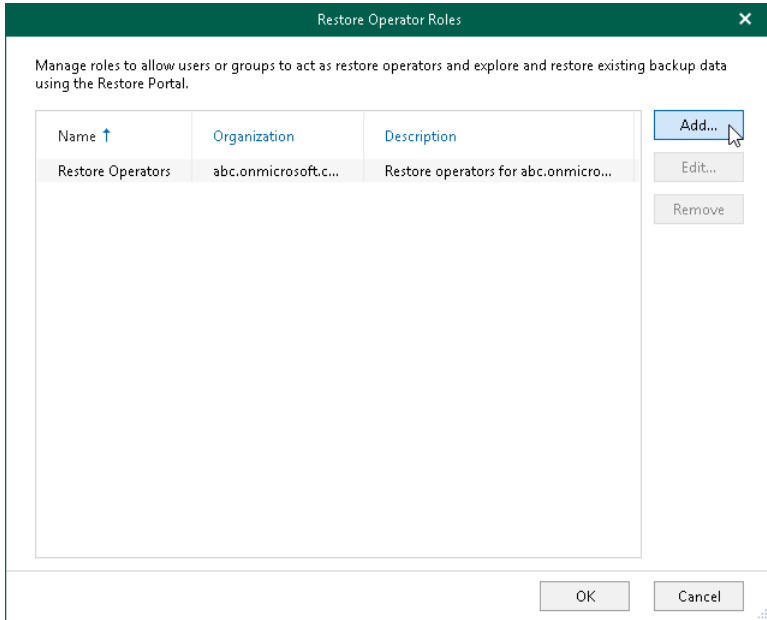 Restore Operator Roles
Manage roles to allow users or groups to act as restore operators and explore and restore existing backup data
using the Restore Portal.
Name ↑ Organization Description
Restore Operators abc.onmicrosoft.c... Restore operators for abc.onmicro...
Add...
Edit...
Remove
OK Cancel